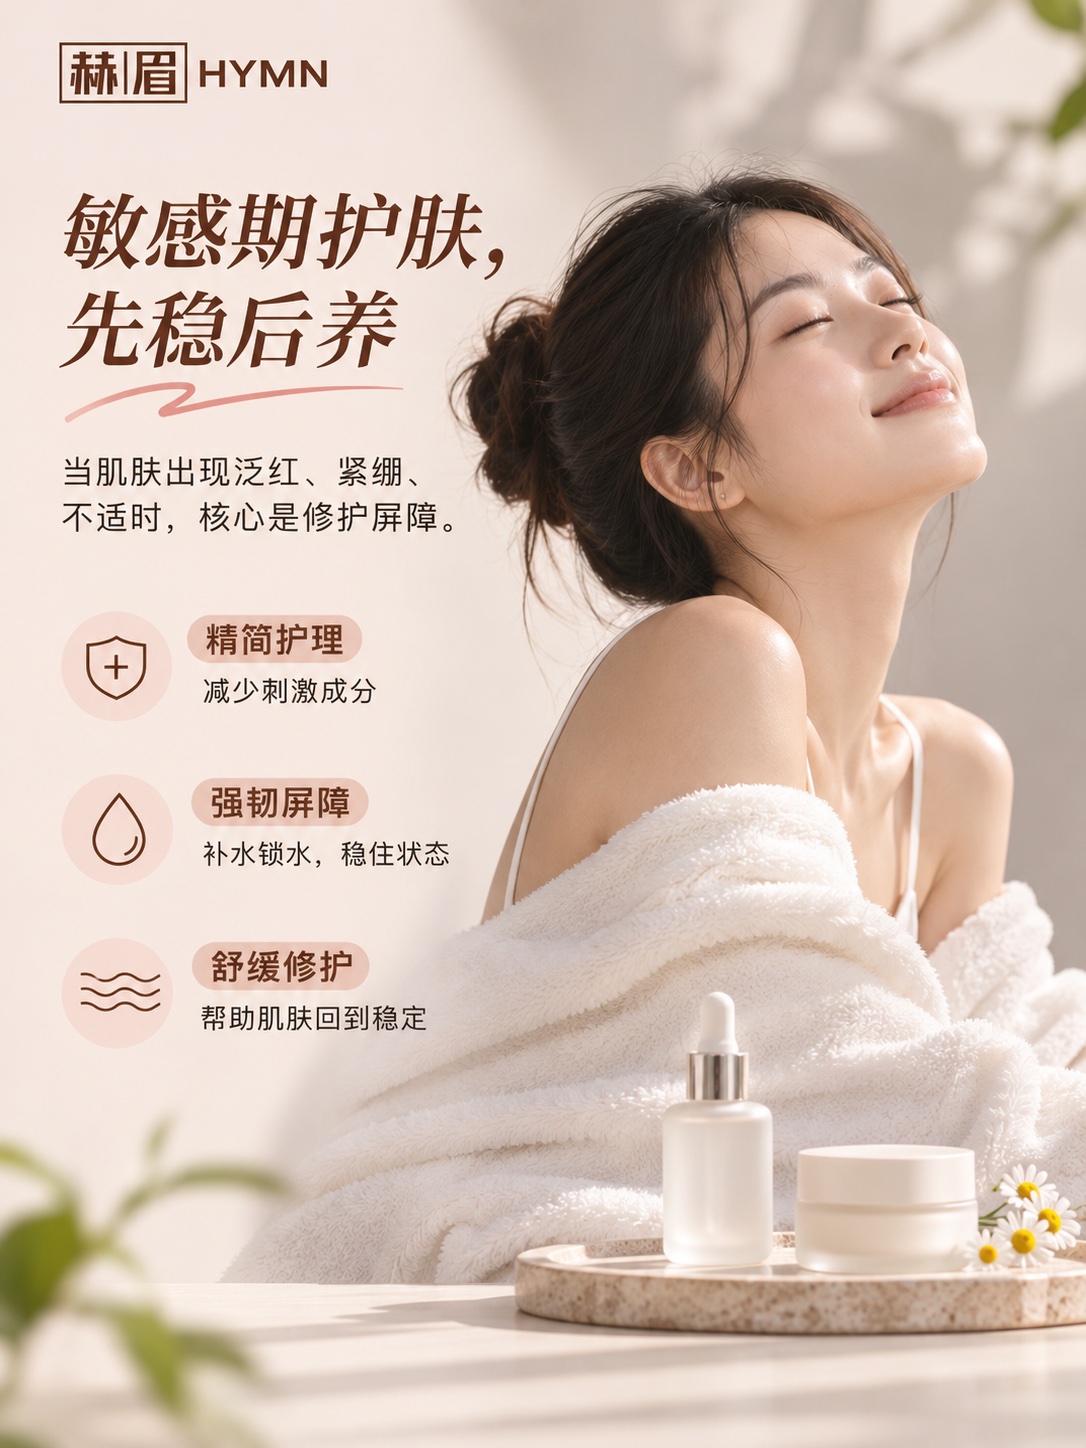 赫眉 HYMN
敏感期护肤，
先稳后养
当肌肤出现泛红、紧绷、
不适时，核心是修护屏障。
精简护理
减少刺激成分
强韧屏障
补水锁水，稳住状态
舒缓修护
帮助肌肤回到稳定